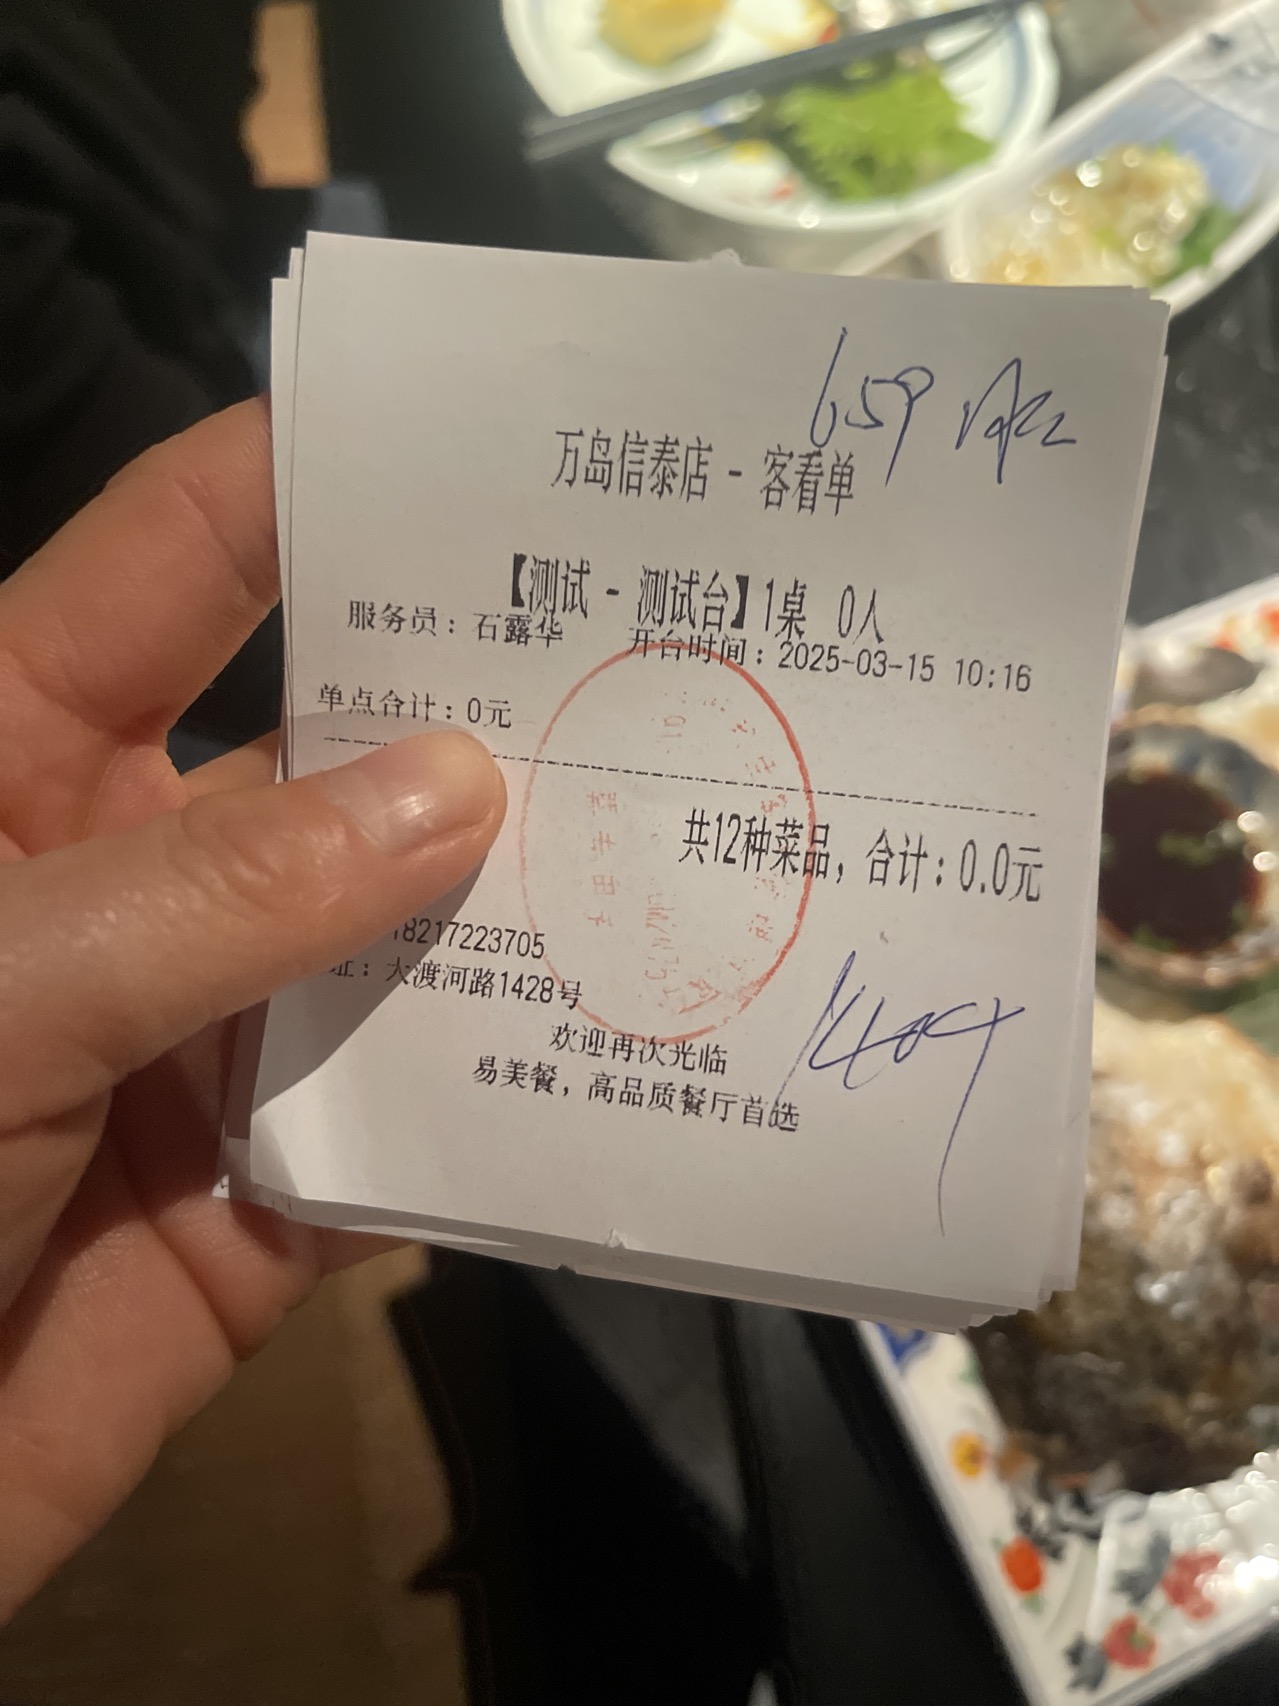 659
万岛信泰店 - 客看单
【测试 - 测试台】1桌 0人
服务员：石露华 开台时间：2025-03-15 10:16
单点合计：0元
共12种菜品，合计：0.0元
18217223705
址：大渡河路1428号
欢迎再次光临
易美餐，高品质餐厅首选